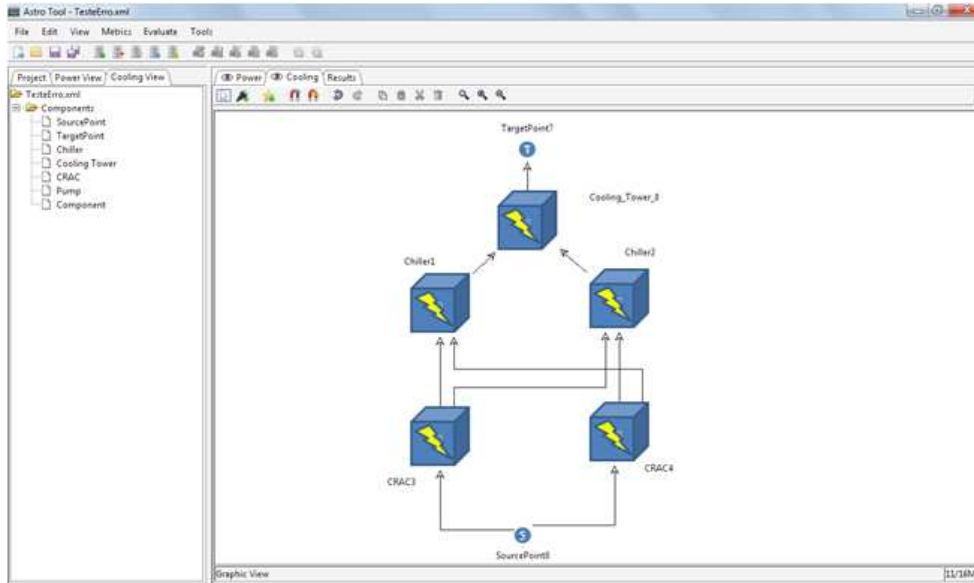 Astro Tool - TesteErro.xml
File Edit View Metrics Evaluate Tools
Project Power View Cooling View
Power Cooling Results
TesteErro.xml
Components
SourcePoint
TargetPoint
Chiller
Cooling Tower
CRAC
Pump
Component
TargetPoint7
T
Cooling_Tower_8
Chiller1
Chiller2
CRAC3
CRAC4
S
SourcePoint8
Graphic View
11/16M